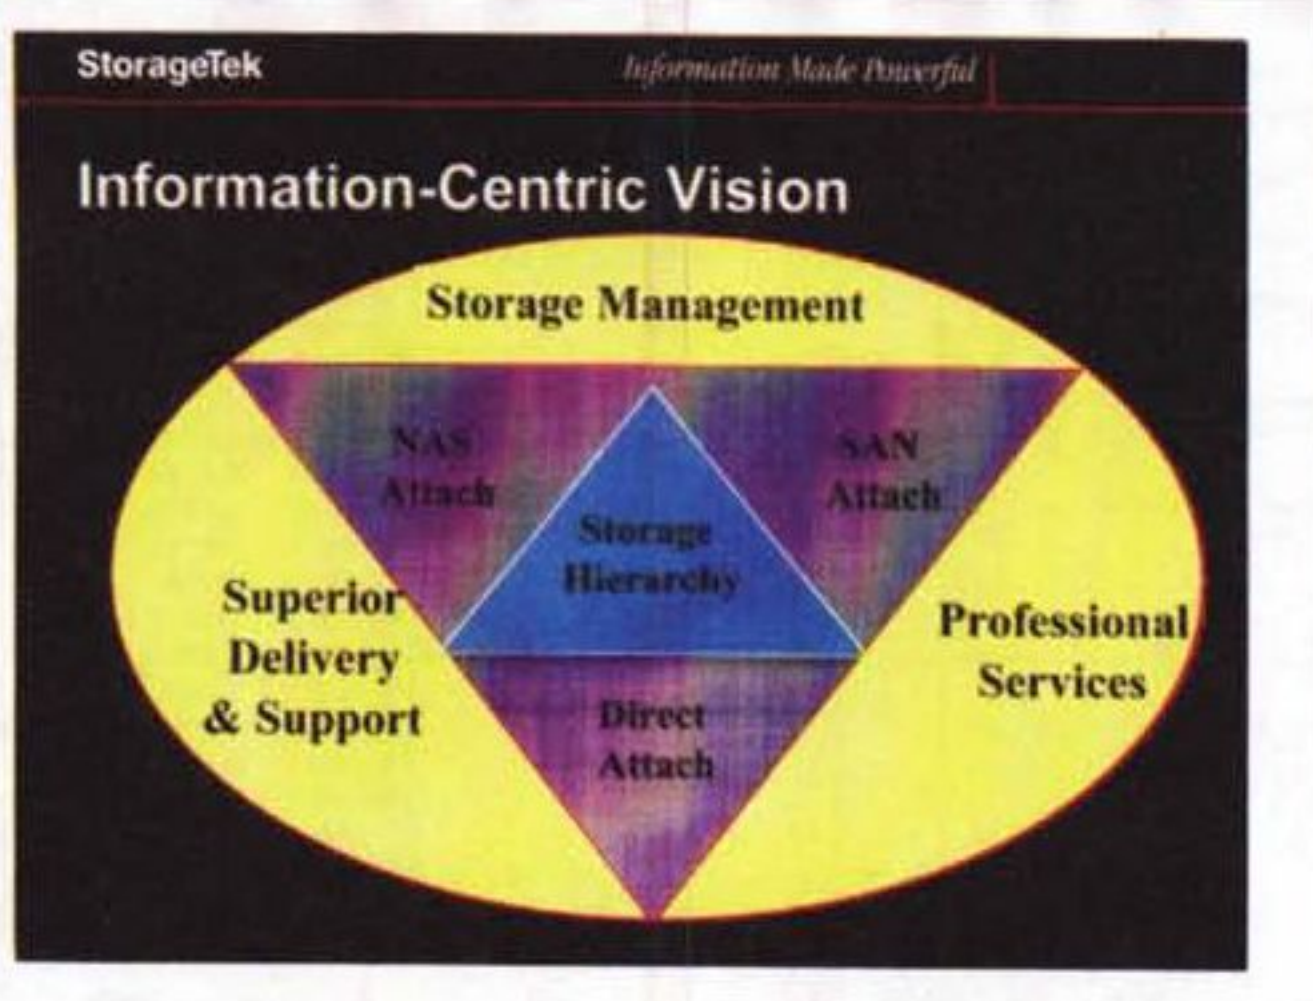 StorageTek
Information Made Powerful
Information-Centric Vision
Storage Management
NAS
Attach
SAN
Attach
Storage
Hierarchy
Superior
Delivery
& Support
Professional
Services
Direct
Attach